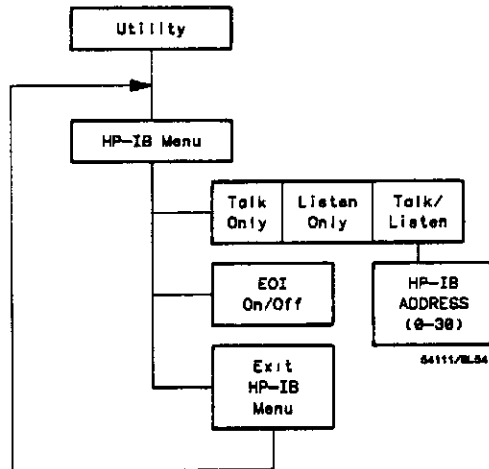 Utility
HP-IB Menu
Talk Only
Listen Only
Talk/ Listen
EOI On/Off
HP-IB ADDRESS (0-30)
54111/BL54
Exit HP-IB Menu